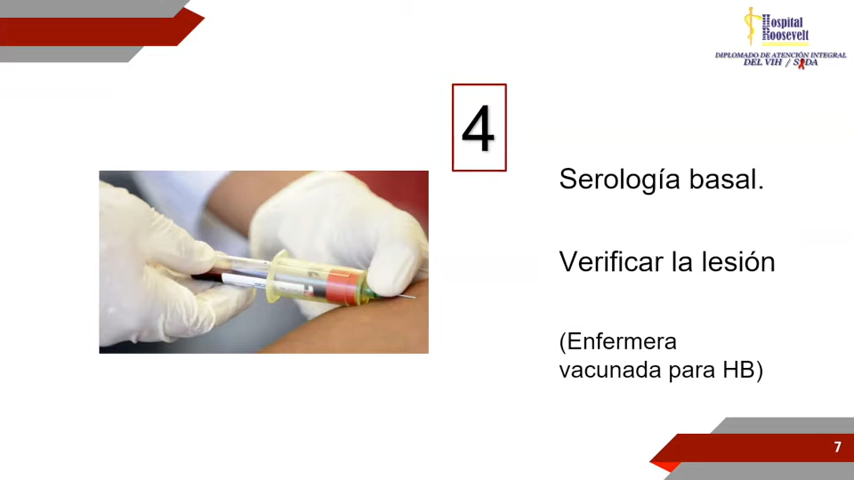 Hospital
Roosevelt
DIPLOMADO DE ATENCIÓN INTEGRAL
DEL VIH / SIDA
4
Serología basal.
Verificar la lesión
(Enfermera
vacunada para HB)
7